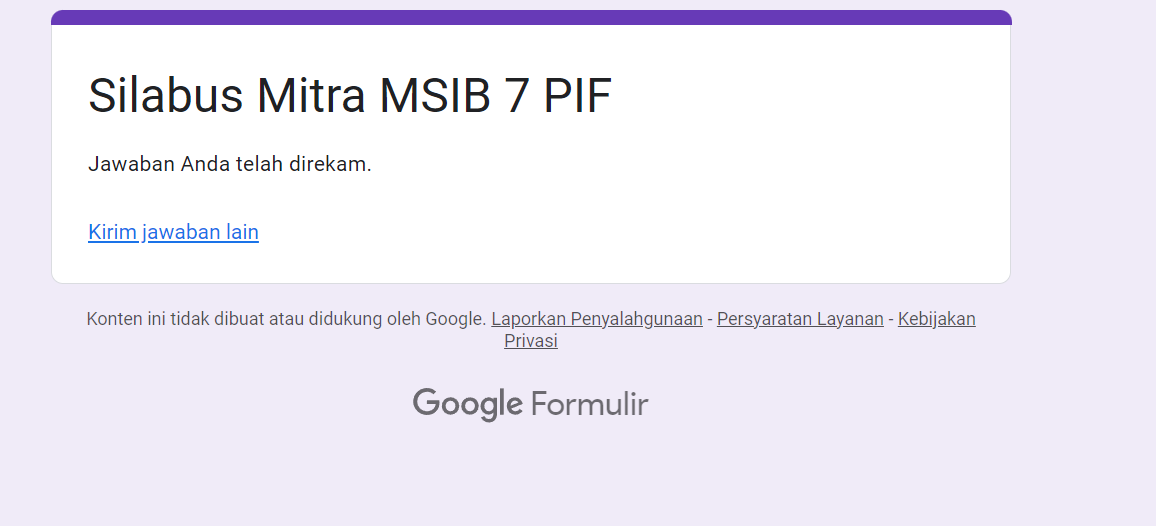 Silabus Mitra MSIB 7 PIF
Jawaban Anda telah direkam.
Kirim jawaban lain
Konten ini tidak dibuat atau didukung oleh Google. Laporkan Penyalahgunaan - Persyaratan Layanan - Kebijakan
Privasi
Google Formulir